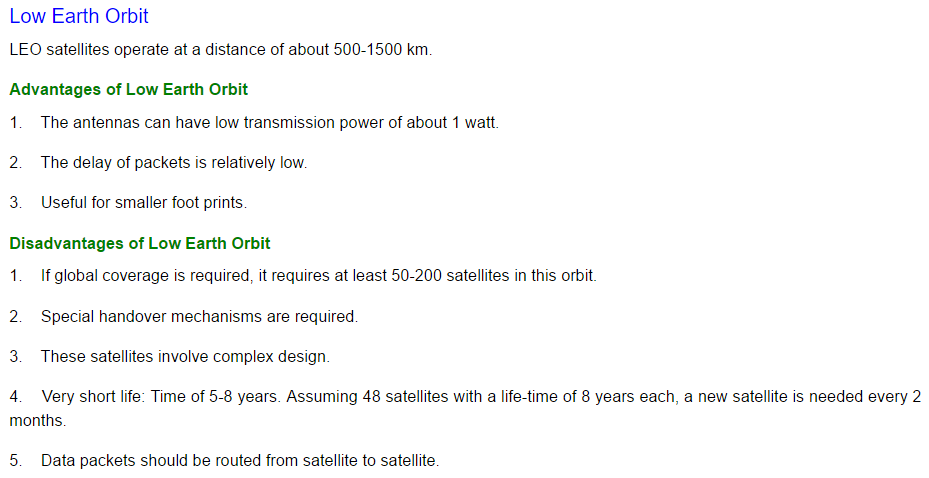 Low Earth Orbit
LEO satellites operate at a distance of about 500-1500 km.
Advantages of Low Earth Orbit
1. The antennas can have low transmission power of about 1 watt.
2. The delay of packets is relatively low.
3. Useful for smaller foot prints.
Disadvantages of Low Earth Orbit
1. If global coverage is required, it requires at least 50-200 satellites in this orbit.
2. Special handover mechanisms are required.
3. These satellites involve complex design.
4. Very short life: Time of 5-8 years. Assuming 48 satellites with a life-time of 8 years each, a new satellite is needed every 2
months.
5. Data packets should be routed from satellite to satellite.